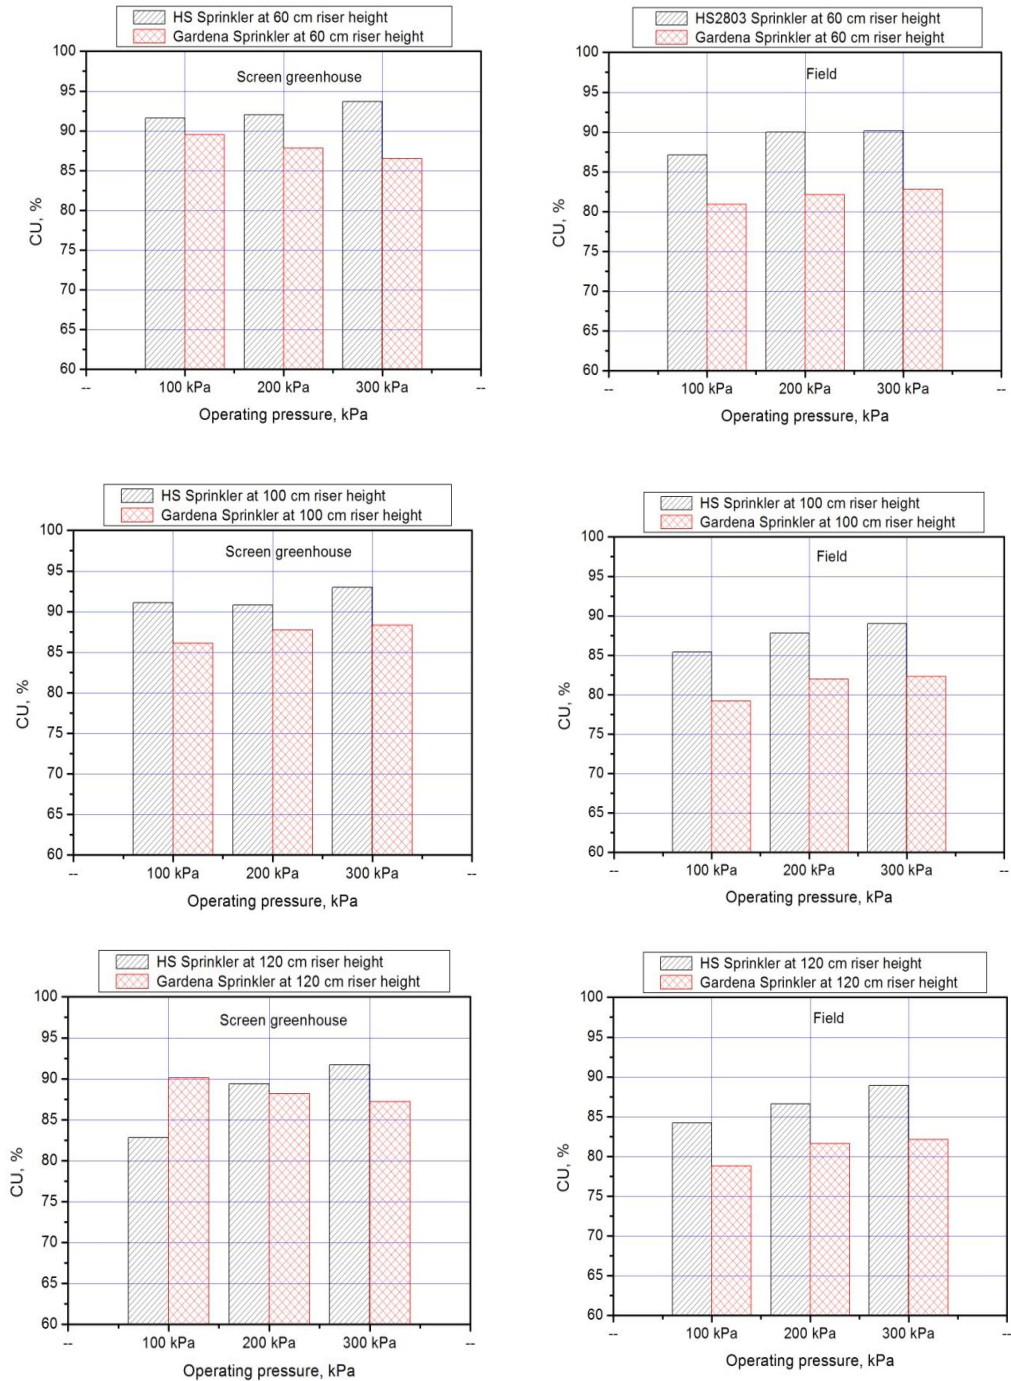 HS Sprinkler at 60 cm riser height
Gardena Sprinkler at 60 cm riser height
Screen greenhouse
100
95
90
85
80
75
70
65
60
CU, %
--
100 kPa
200 kPa
300 kPa
--
Operating pressure, kPa
HS2803 Sprinkler at 60 cm riser height
Gardena Sprinkler at 60 cm riser height
Field
100
95
90
85
80
75
70
65
60
CU, %
--
100 kPa
200 kPa
300 kPa
--
Operating pressure, kPa
HS Sprinkler at 100 cm riser height
Gardena Sprinkler at 100 cm riser height
Screen greenhouse
100
95
90
85
80
75
70
65
60
CU, %
--
100 kPa
200 kPa
300 kPa
--
Operating pressure, kPa
HS Sprinkler at 100 cm riser height
Gardena Sprinkler at 100 cm riser height
Field
100
95
90
85
80
75
70
65
60
CU, %
--
100 kPa
200 kPa
300 kPa
--
Operating pressure, kPa
HS Sprinkler at 120 cm riser height
Gardena Sprinkler at 120 cm riser height
Screen greenhouse
100
95
90
85
80
75
70
65
60
CU, %
--
100 kPa
200 kPa
300 kPa
--
Operating pressure, kPa
HS Sprinkler at 120 cm riser height
Gardena Sprinkler at 120 cm riser height
Field
100
95
90
85
80
75
70
65
60
CU, %
--
100 kPa
200 kPa
300 kPa
--
Operating pressure, kPa